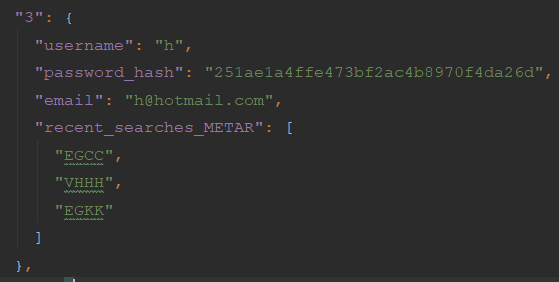 "3": {
"username": "h",
"password_hash": "251ae1a4ffe473bf2ac4b8970f4da26d",
"email": "h@hotmail.com",
"recent_searches_METAR": [
"EGCC",
"VHHH",
"EGKK"
]
},